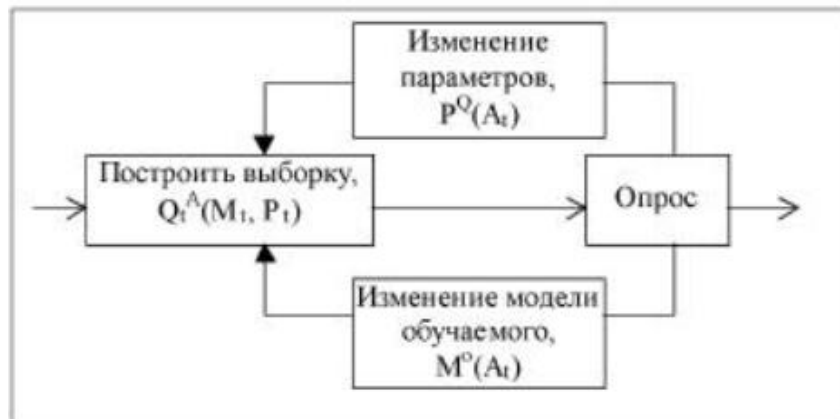 Изменение
параметров,
P^Q(A_t)
Построить выборку,
Q_t^A(M_t, P_t)
Опрос
Изменение модели
обучаемого,
M^o(A_t)